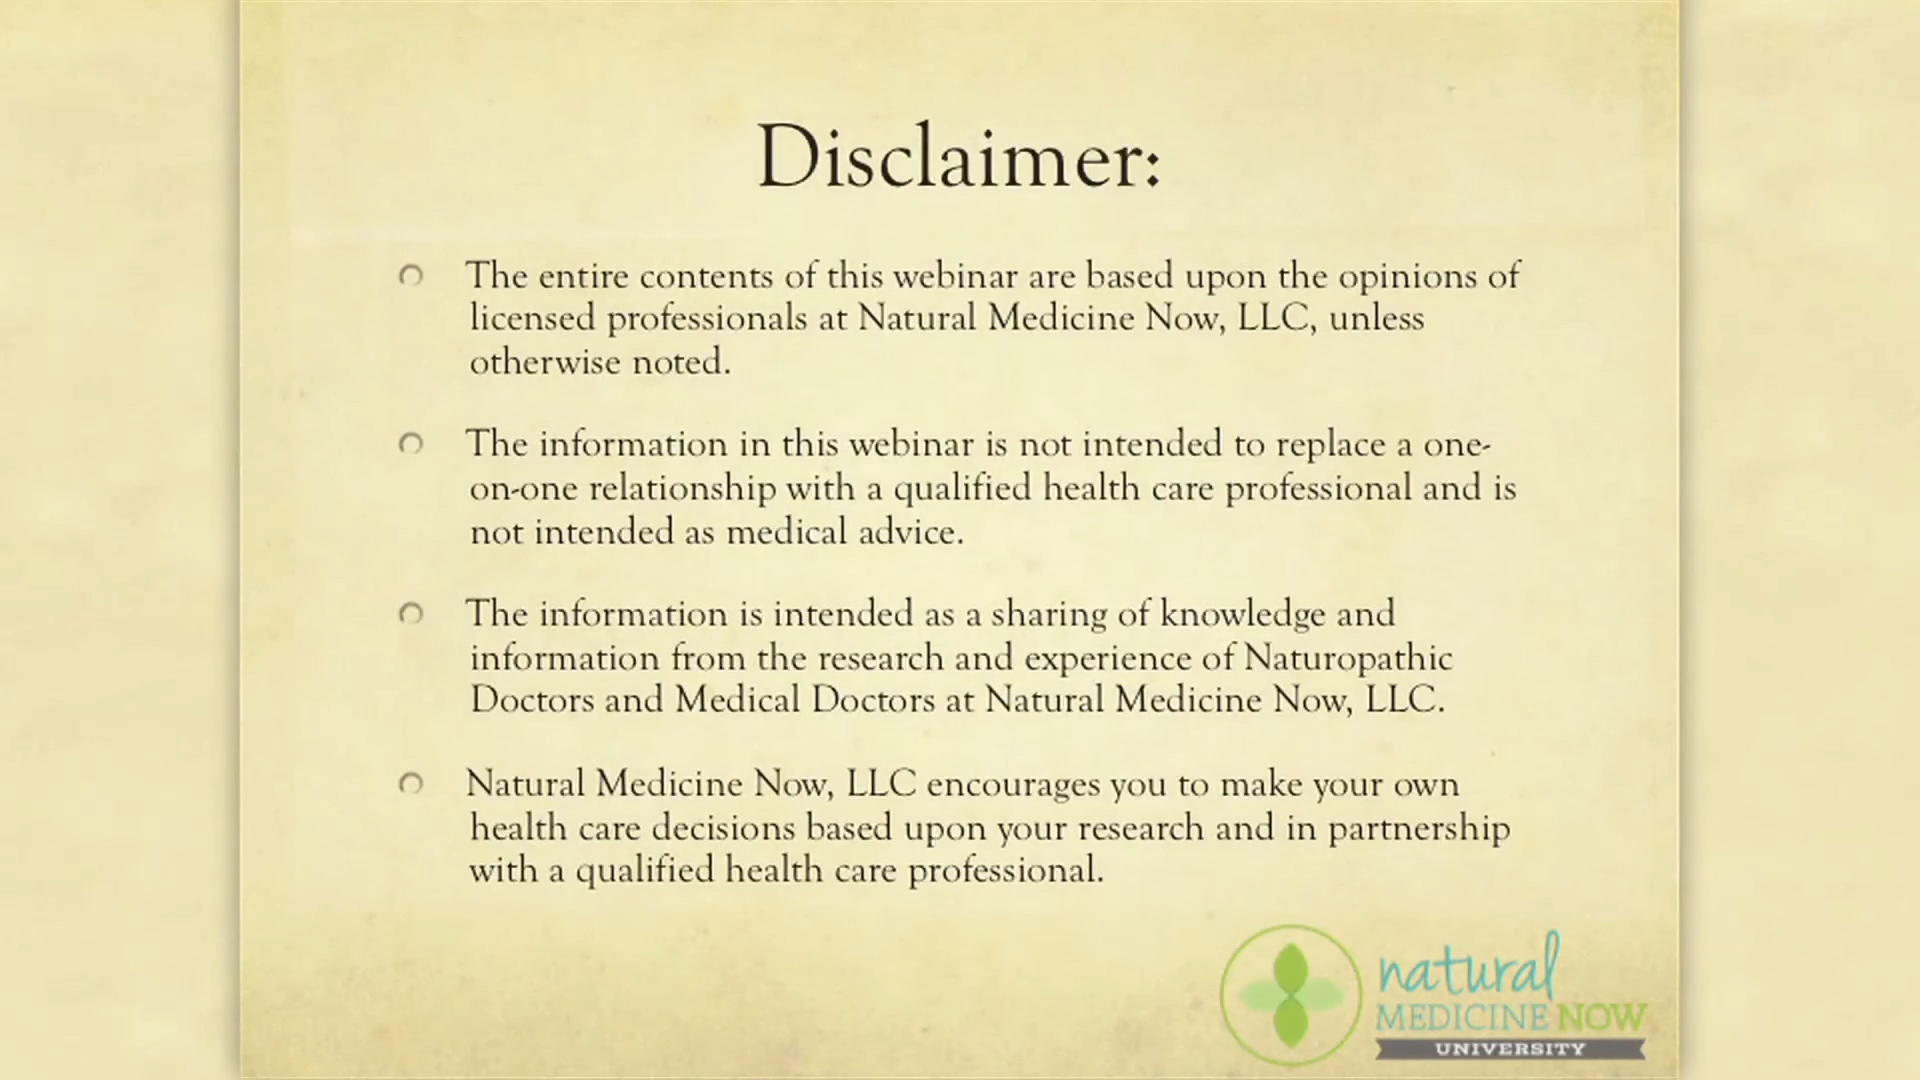 Disclaimer:
The entire contents of this webinar are based upon the opinions of
licensed professionals at Natural Medicine Now, LLC, unless
otherwise noted.
The information in this webinar is not intended to replace a one-
on-one relationship with a qualified health care professional and is
not intended as medical advice.
The information is intended as a sharing of knowledge and
information from the research and experience of Naturopathic
Doctors and Medical Doctors at Natural Medicine Now, LLC.
Natural Medicine Now, LLC encourages you to make your own
health care decisions based upon your research and in partnership
with a qualified health care professional.
natural
MEDICINE NOW
UNIVERSITY